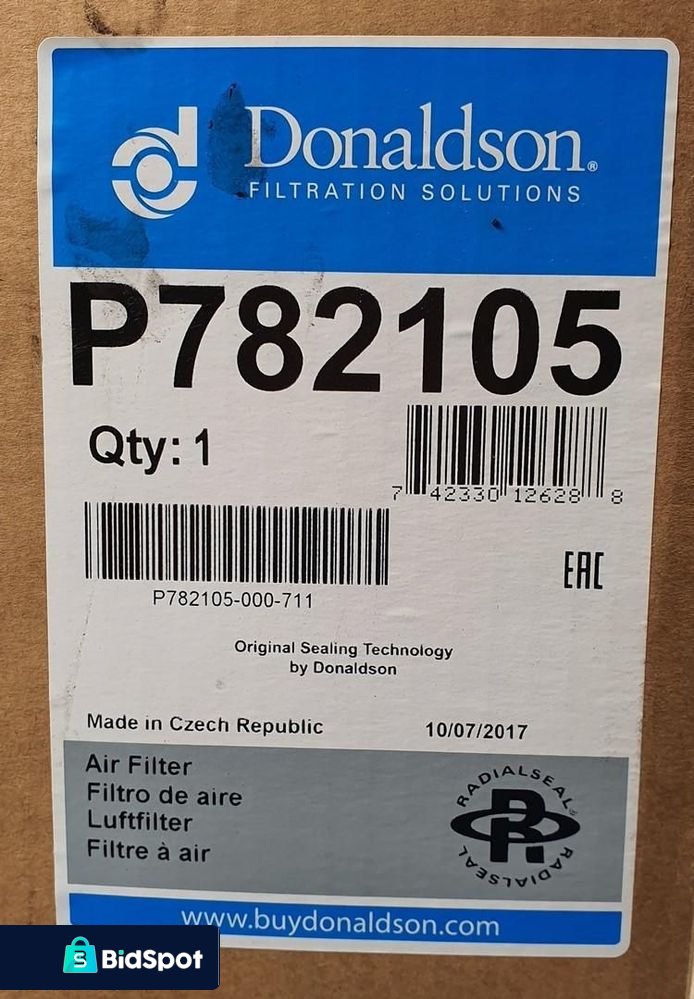 Donaldson®
FILTRATION SOLUTIONS
P782105
Qty: 1
7 42330 12628 8
P782105-000-711
EAC
Original Sealing Technology
by Donaldson
Made in Czech Republic 10/07/2017
Air Filter
Filtro de aire
Luftfilter
Filtre à air
RADIALSEAL
R
RADIALSEAL
www.buydonaldson.com
BidSpot